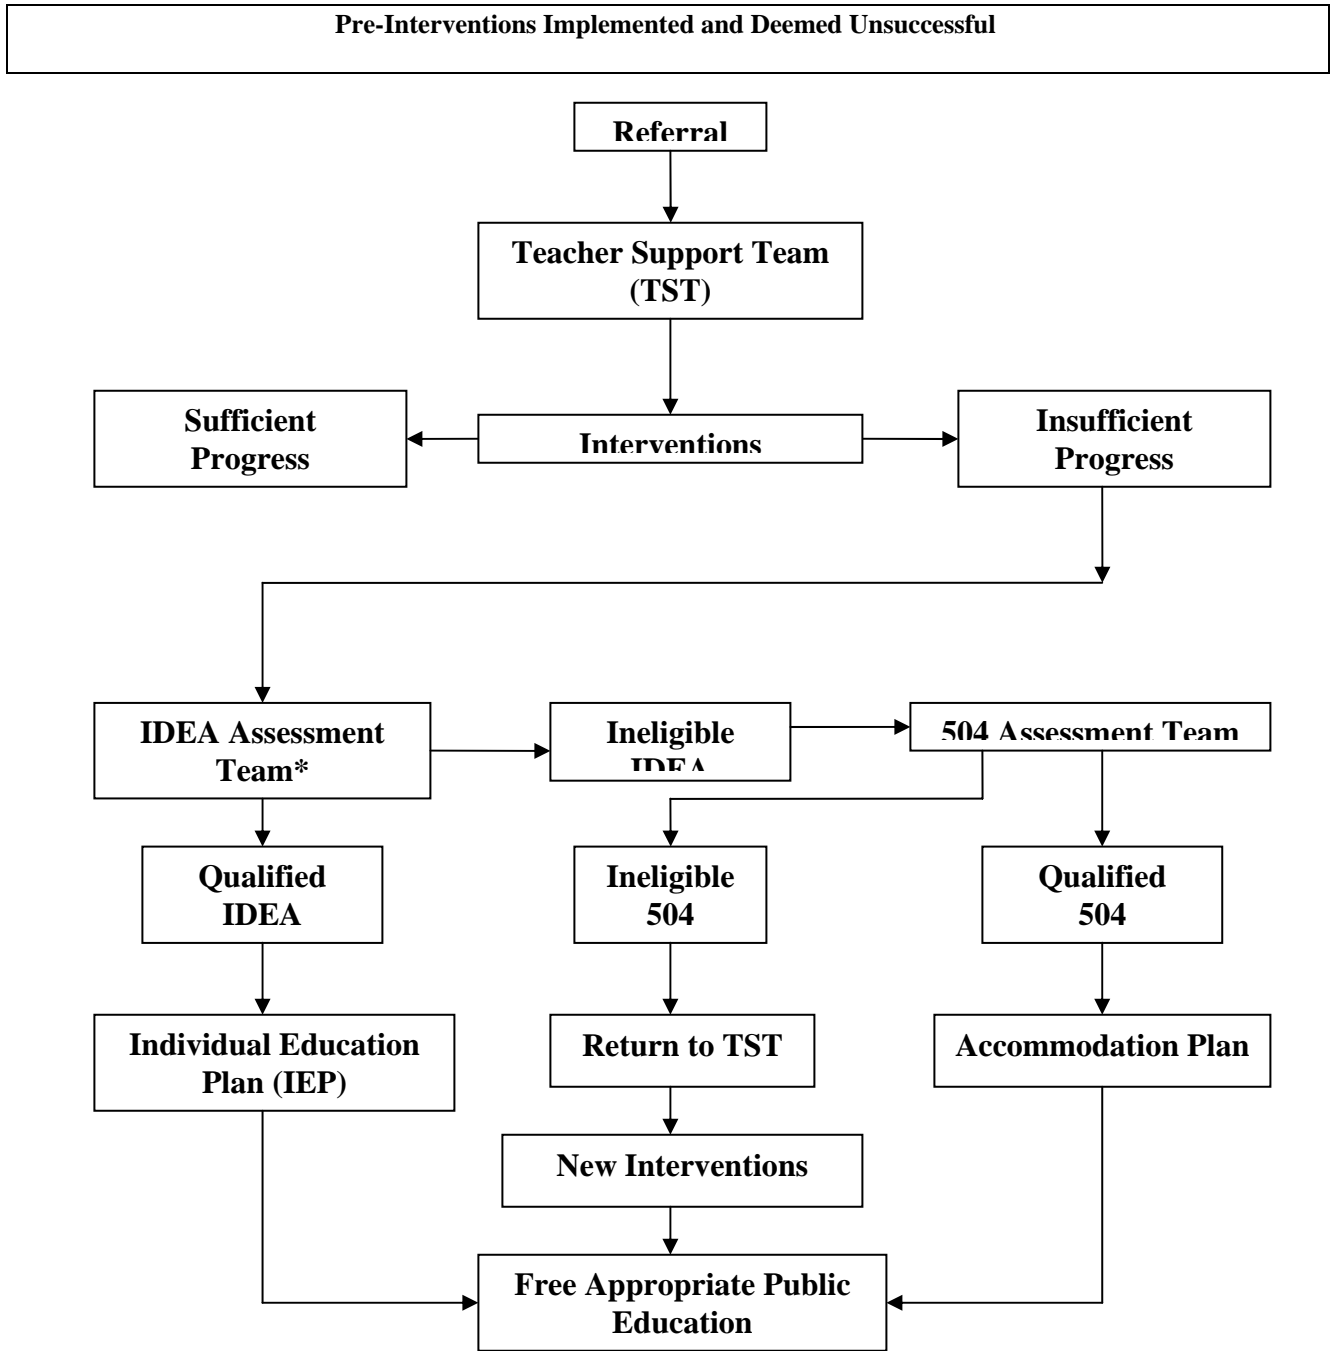 Pre-Interventions Implemented and Deemed Unsuccessful
Referral
Teacher Support Team
(TST)
Sufficient
Progress
Interventions
Insufficient
Progress
IDEA Assessment
Team*
Ineligible
IDEA
504 Assessment Team
Qualified
IDEA
Ineligible
504
Qualified
504
Individual Education
Plan (IEP)
Return to TST
Accommodation Plan
New Interventions
Free Appropriate Public
Education